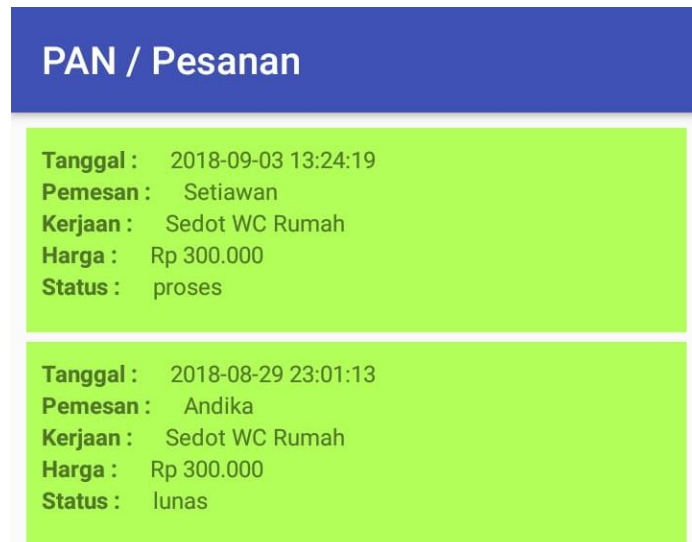 PAN / Pesanan
Tanggal : 2018-09-03 13:24:19
Pemesan : Setiawan
Kerjaan : Sedot WC Rumah
Harga : Rp 300.000
Status : proses
Tanggal : 2018-08-29 23:01:13
Pemesan : Andika
Kerjaan : Sedot WC Rumah
Harga : Rp 300.000
Status : lunas